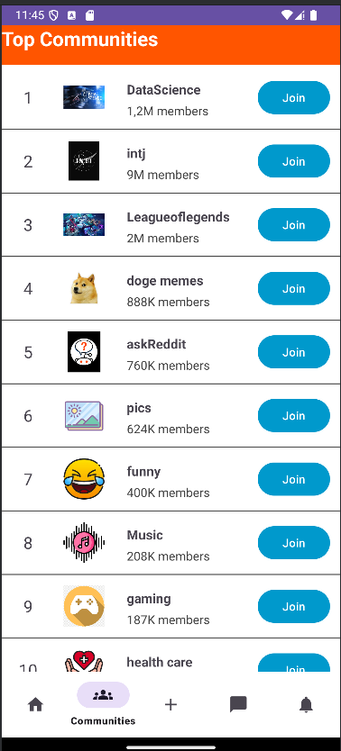 11:45
Top Communities
1
DataScience
1,2M members
Join
2
intj
9M members
Join
3
Leagueoflegends
2M members
Join
4
doge memes
888K members
Join
5
askReddit
760K members
Join
6
pics
624K members
Join
7
funny
400K members
Join
8
Music
208K members
Join
9
gaming
187K members
Join
10
health care
Join
Communities